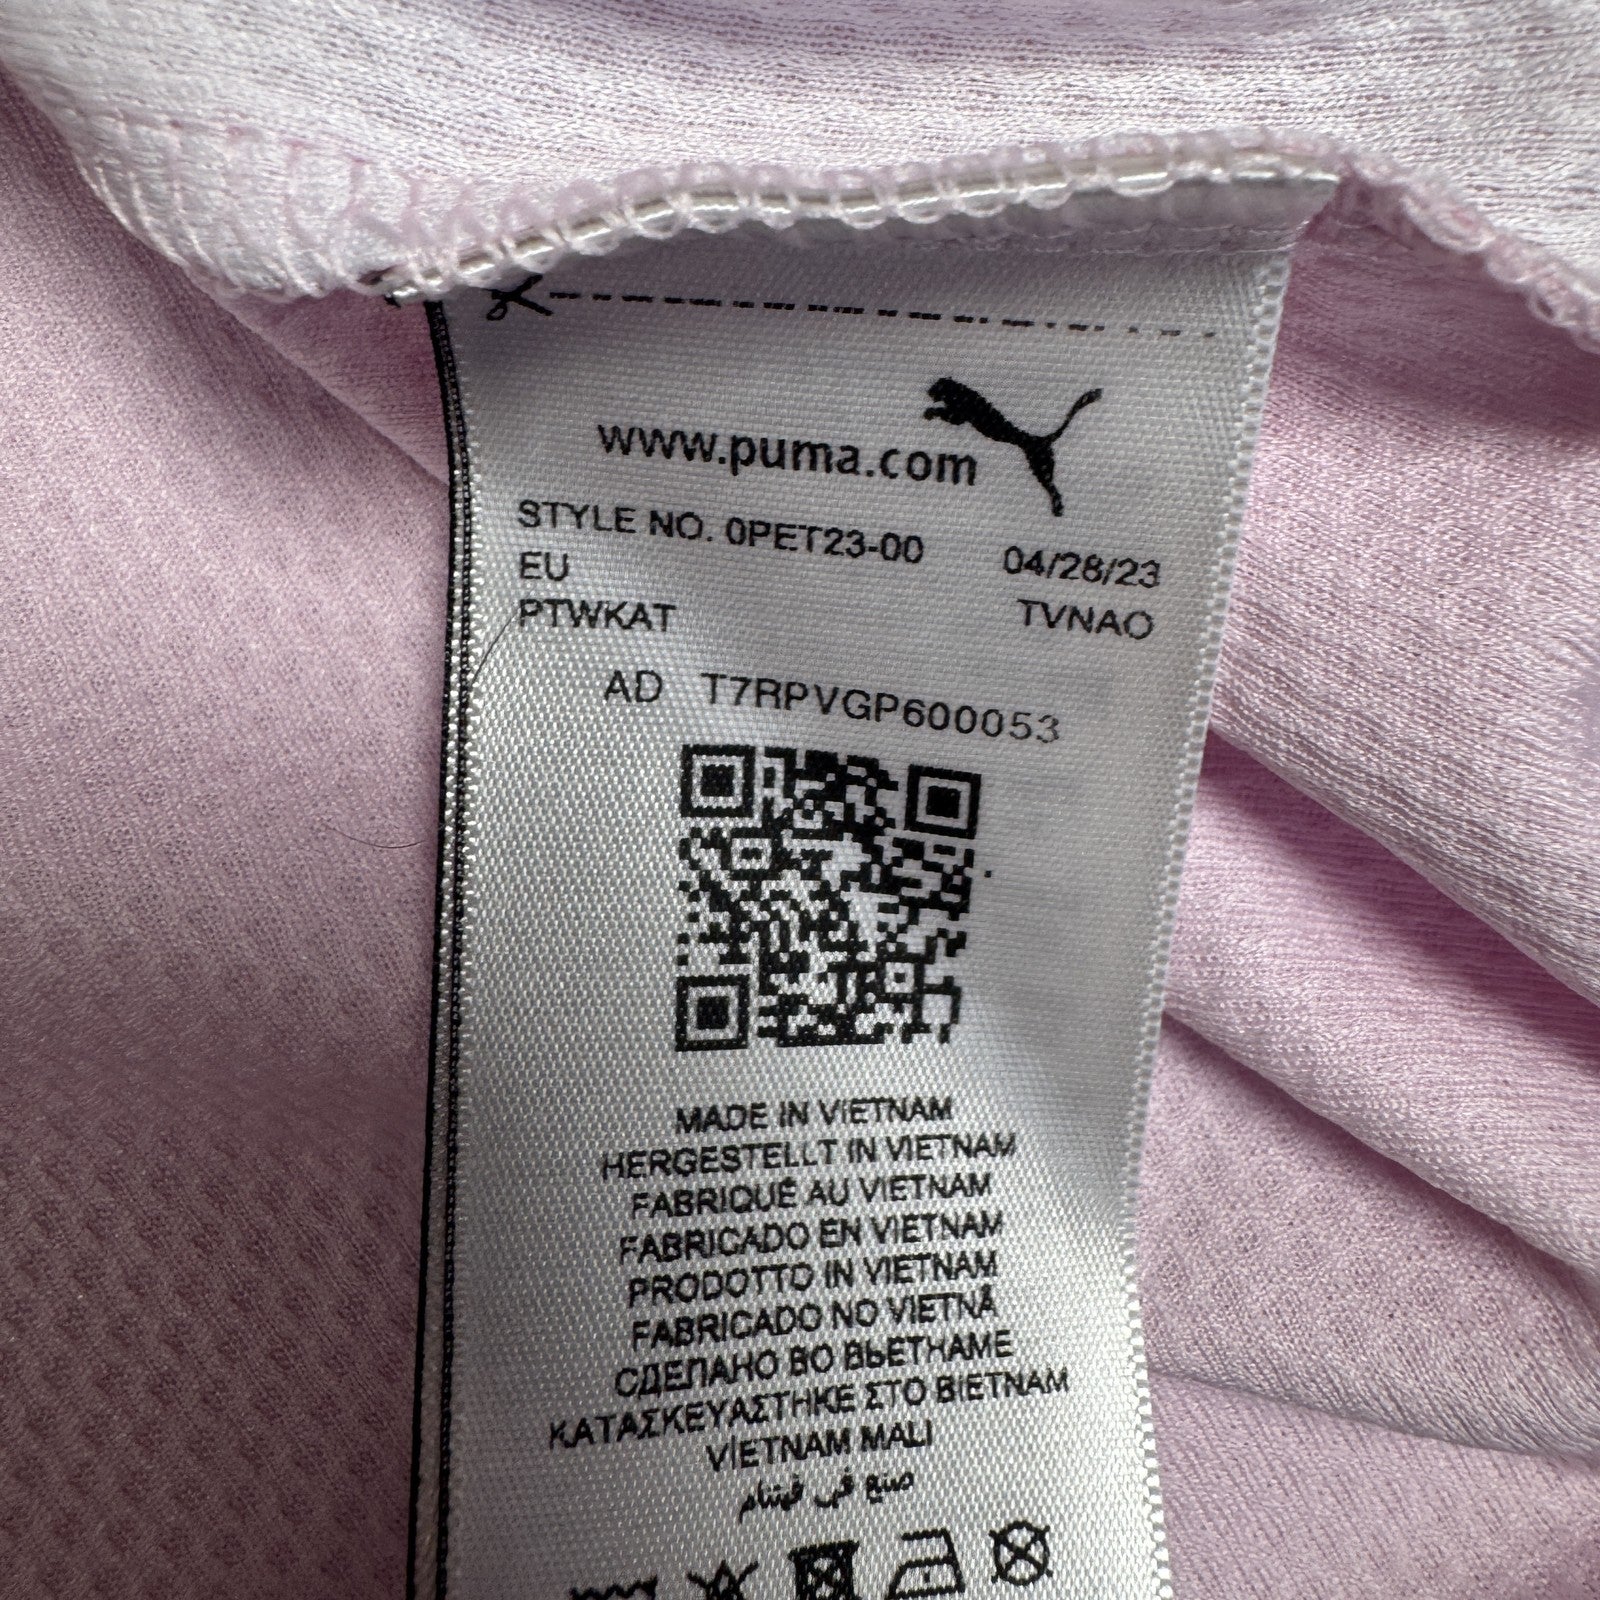 www.puma.com
STYLE NO. 0PET23-00 04/28/23
EU
PTWKAT TVNAO
AD T7RPVGP600053
MADE IN VIETNAM
HERGESTELLT IN VIETNAM
FABRIQUÉ AU VIETNAM
FABRICADO EN VIETNAM
PRODOTTO IN VIETNAM
FABRICADO NO VIETNÃ
СДЕЛАНО ВО ВЬЕТНАМЕ
ΚΑΤΑΣΚΕΥΑΣΤΗΚΕ ΣΤΟ ΒΙΕΤΝΑΜ
VİETNAM MALI
صنع في فيتنام